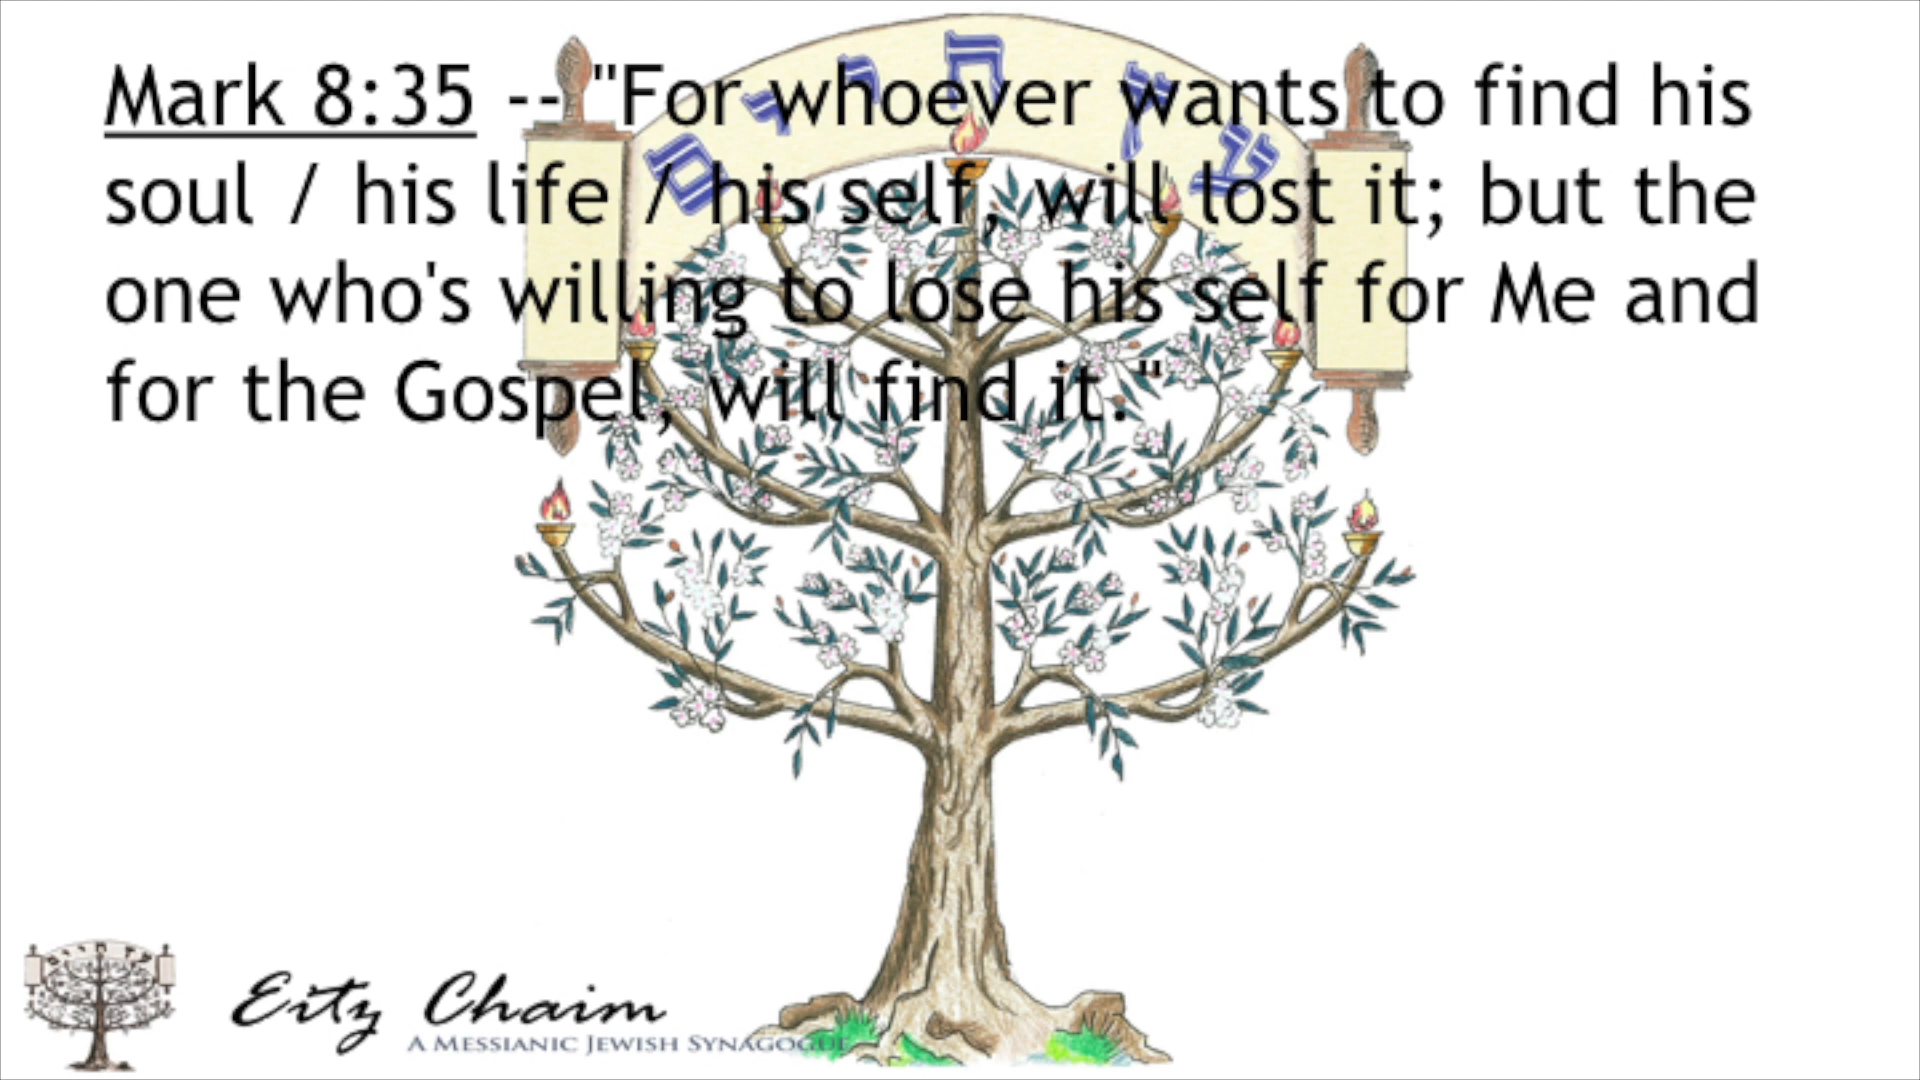 Mark 8:35 -- "For whoever wants to find his
soul / his life / his self, will lost it; but the
one who's willing to lose his self for Me and
for the Gospel, will find it."
עץ חיים
Eitz Chaim
A MESSIANIC JEWISH SYNAGOGUE